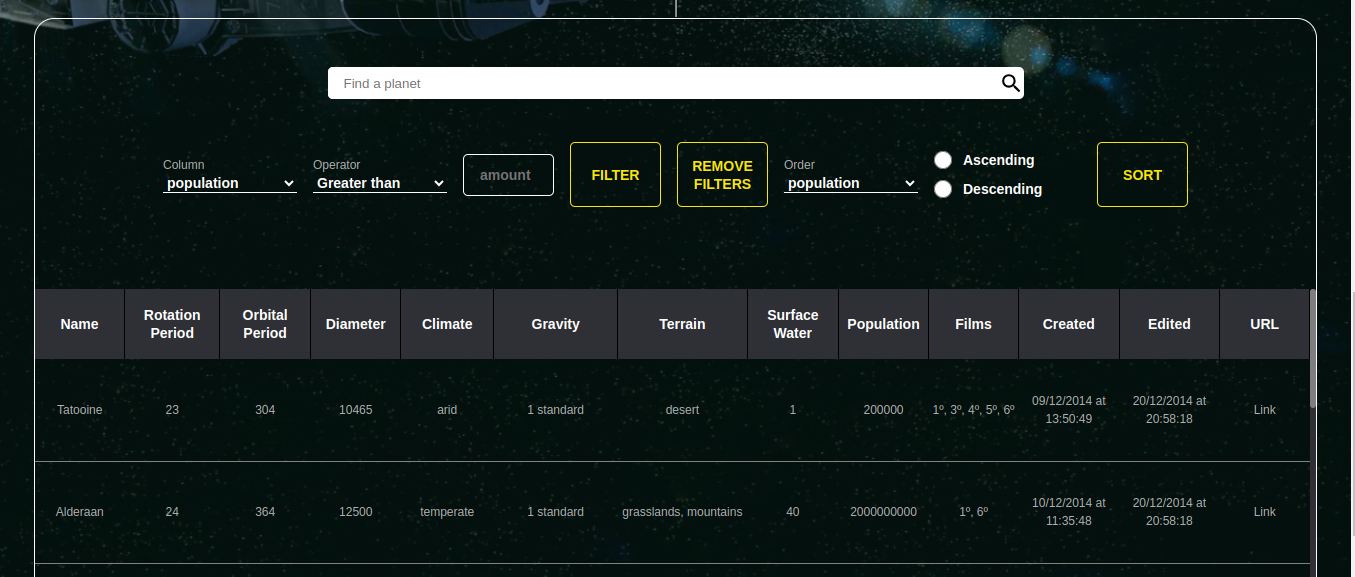 Find a planet
Column
population
Operator
Greater than
amount
FILTER
REMOVE
FILTERS
Order
population
Ascending
Descending
SORT
Name Rotation Period Orbital Period Diameter Climate Gravity Terrain Surface Water Population Films Created Edited URL
Tatooine 23 304 10465 arid 1 standard desert 1 200000 1º, 3º, 4º, 5º, 6º 09/12/2014 at 13:50:49 20/12/2014 at 20:58:18 Link
Alderaan 24 364 12500 temperate 1 standard grasslands, mountains 40 2000000000 1º, 6º 10/12/2014 at 11:35:48 20/12/2014 at 20:58:18 Link